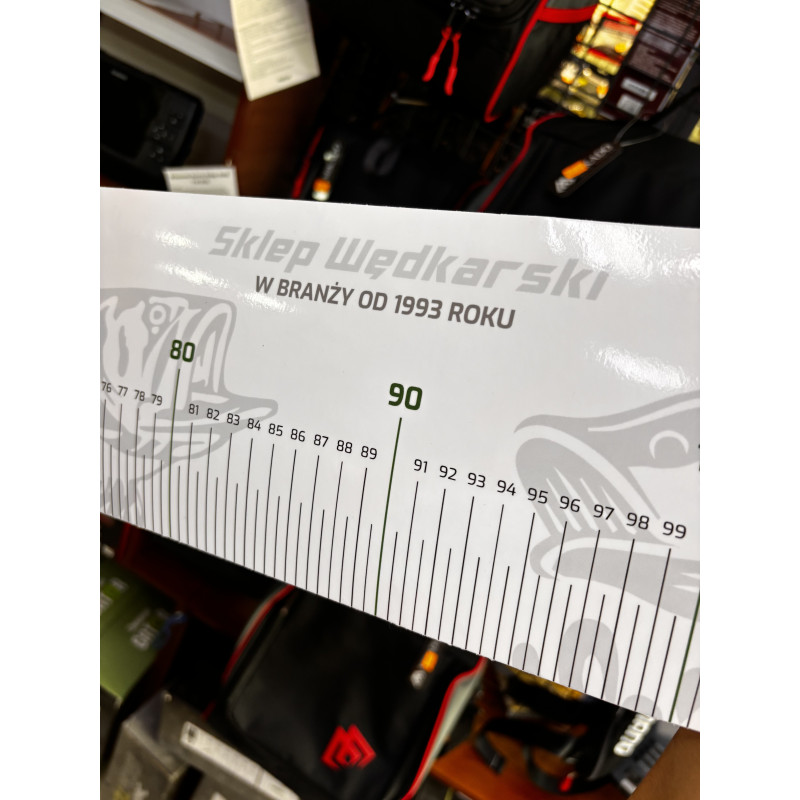 Sklep Wędkarski
W BRANŻY OD 1993 ROKU
80
90
76 77 78 79 81 82 83 84 85 86 87 88 89 91 92 93 94 95 96 97 98 99